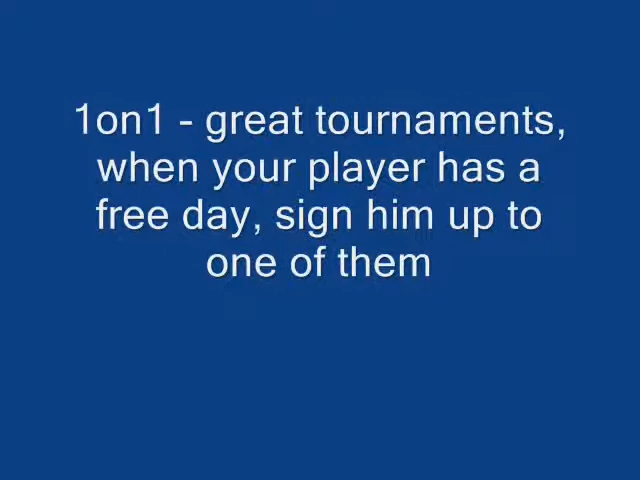 1on1 - great tournaments,
when your player has a
free day, sign him up to
one of them